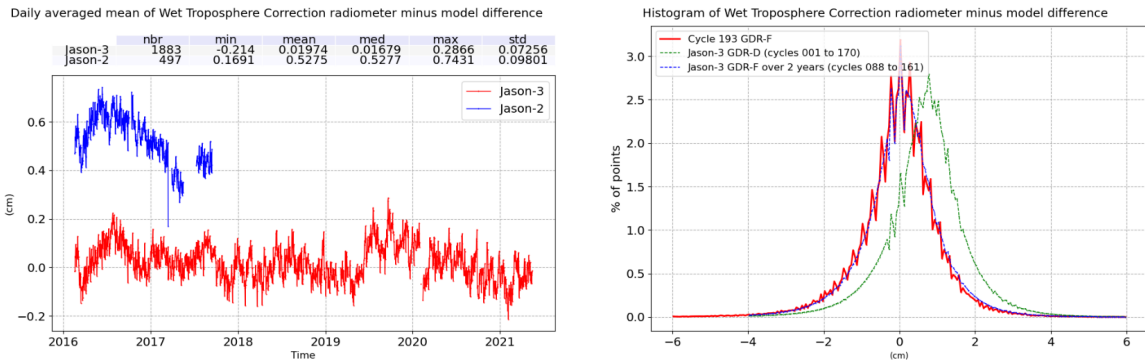 Daily averaged mean of Wet Troposphere Correction radiometer minus model difference
nbr min mean med max std
Jason-3 1883 -0.214 0.01974 0.01679 0.2866 0.07256
Jason-2 497 0.1691 0.5275 0.5277 0.7431 0.09801
Jason-3
Jason-2
0.6
0.4
0.2
0.0
−0.2
(cm)
2016 2017 2018 2019 2020 2021
Time
Histogram of Wet Troposphere Correction radiometer minus model difference
Cycle 193 GDR-F
Jason-3 GDR-D (cycles 001 to 170)
Jason-3 GDR-F over 2 years (cycles 088 to 161)
3.0
2.5
2.0
1.5
1.0
0.5
0.0
% of points
−6 −4 −2 0 2 4 6
(cm)